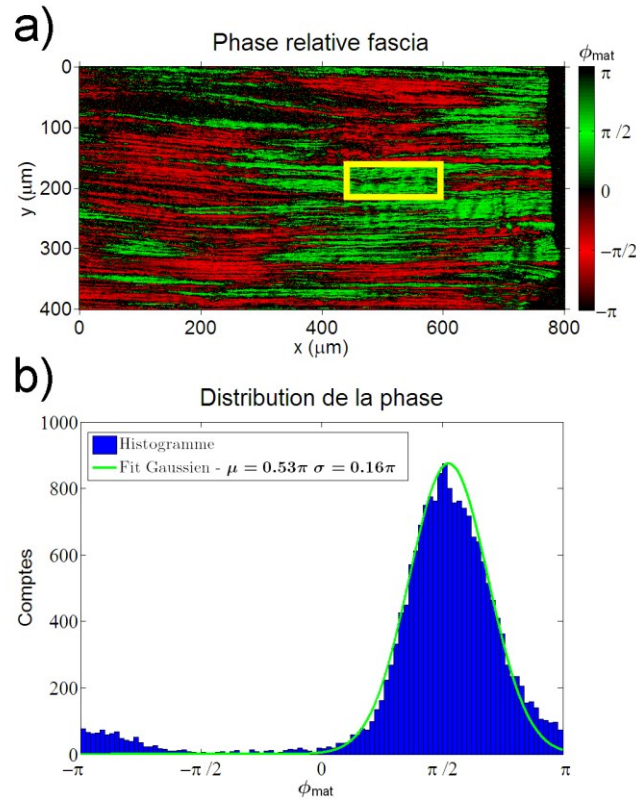 a)
Phase relative fascia
ϕmat
0
100
200
300
400
y (μm)
0
200
400
600
800
x (μm)
π
π /2
0
−π/2
−π
b)
Distribution de la phase
1000
800
600
400
200
0
Comptes
Histogramme
Fit Gaussien - μ = 0.53π σ = 0.16π
−π
−π /2
0
π /2
π
ϕmat